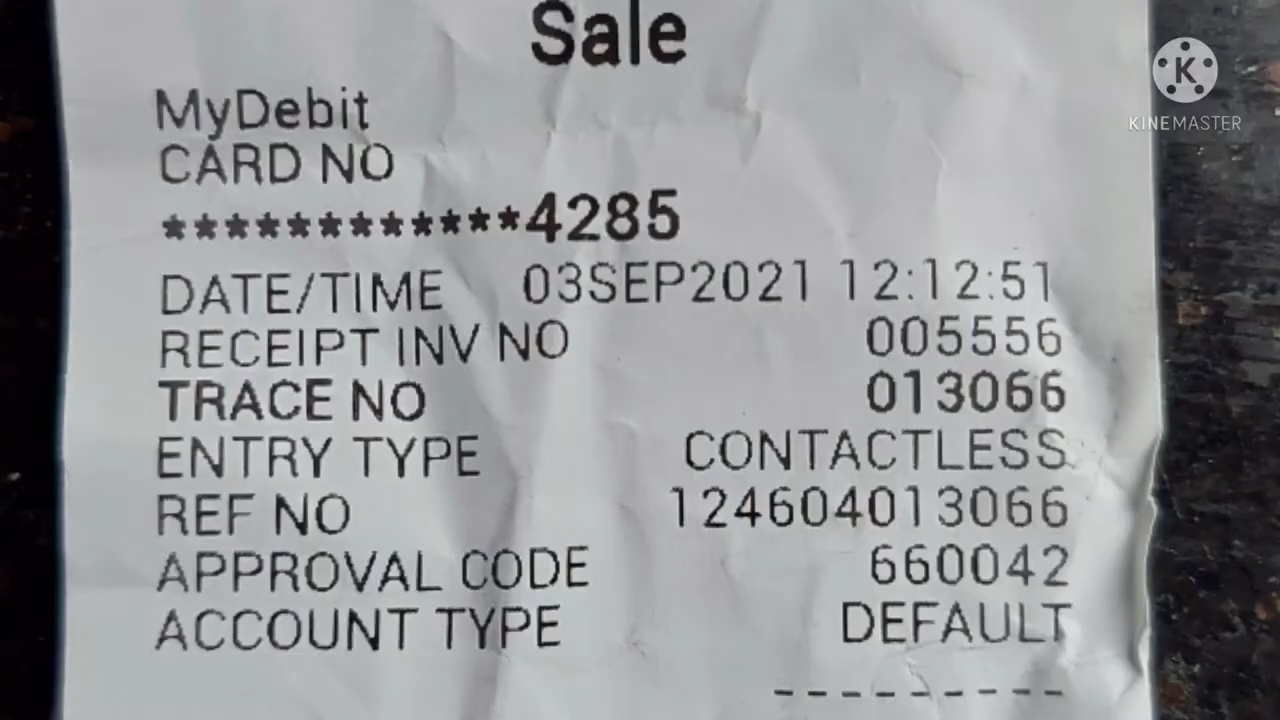 Sale
MyDebit
CARD NO
************4285
DATE/TIME 03SEP2021 12:12:51
RECEIPT INV NO 005556
TRACE NO 013066
ENTRY TYPE CONTACTLESS
REF NO 124604013066
APPROVAL CODE 660042
ACCOUNT TYPE DEFAULT
---------
K
KINEMASTER